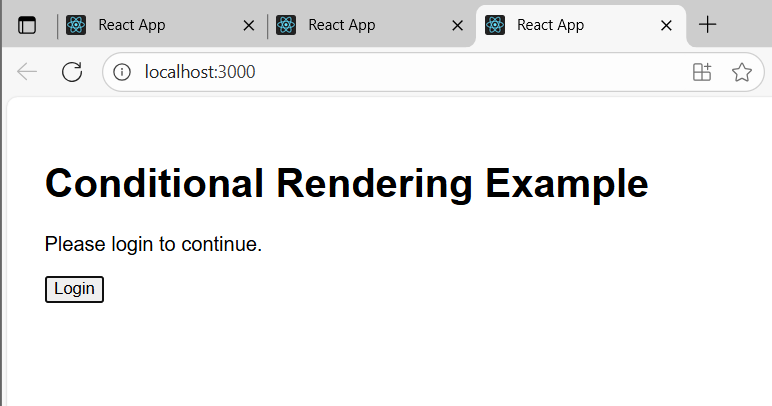 React App
React App
React App
localhost:3000
Conditional Rendering Example
Please login to continue.
Login